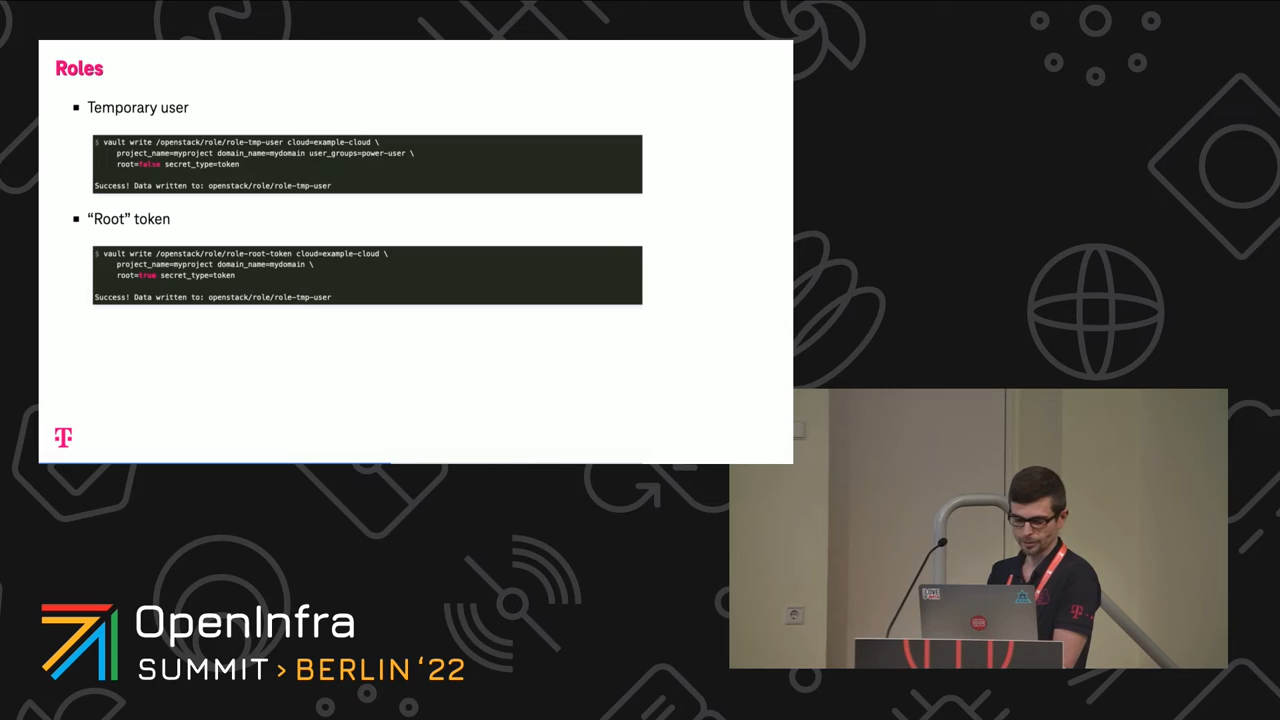 Roles
▪ Temporary user
$ vault write /openstack/role/role-tmp-user cloud=example-cloud \
project_name=myproject domain_name=mydomain user_groups=power-user \
root=false secret_type=token
Success! Data written to: openstack/role/role-tmp-user
▪ “Root” token
$ vault write /openstack/role/role-root-token cloud=example-cloud \
project_name=myproject domain_name=mydomain \
root=true secret_type=token
Success! Data written to: openstack/role/role-tmp-user
T
T
OpenInfra
SUMMIT > BERLIN ‘22